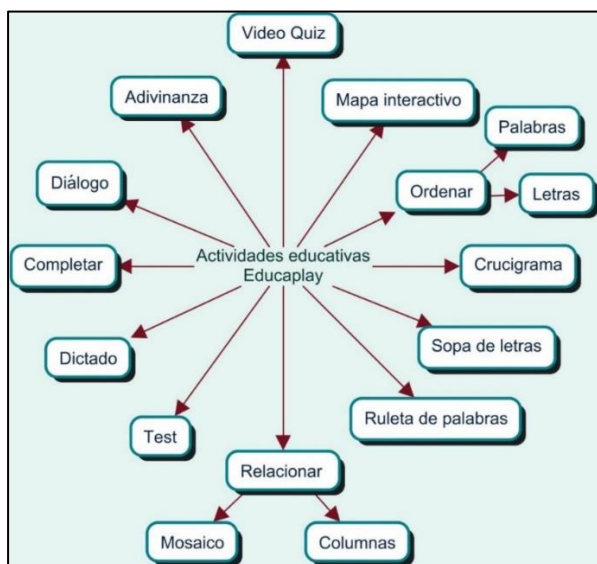 Video Quiz
Adivinanza
Mapa interactivo
Palabras
Diálogo
Ordenar
Letras
Actividades educativas
Educaplay
Completar
Crucigrama
Dictado
Sopa de letras
Test
Ruleta de palabras
Relacionar
Mosaico
Columnas